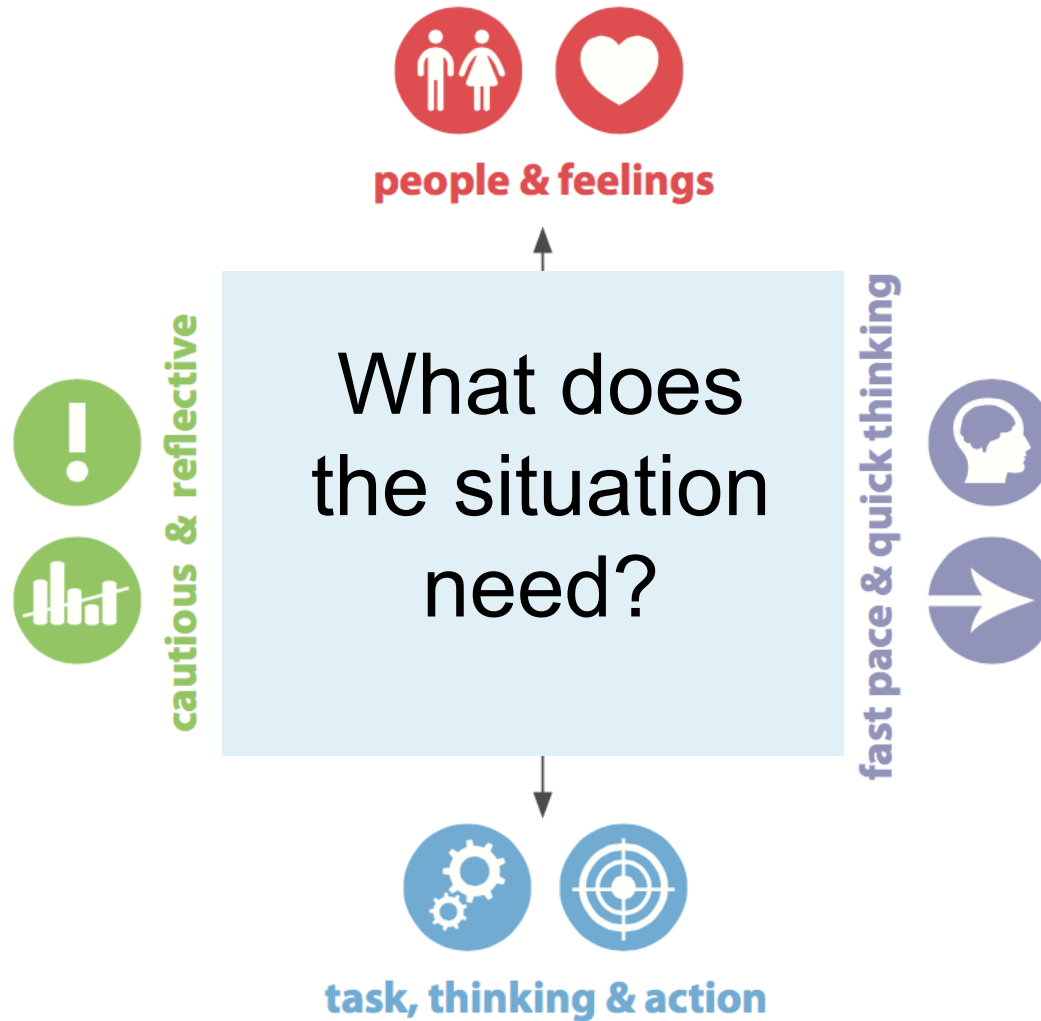 people & feelings
cautious & reflective
What does
the situation
need?
fast pace & quick thinking
task, thinking & action